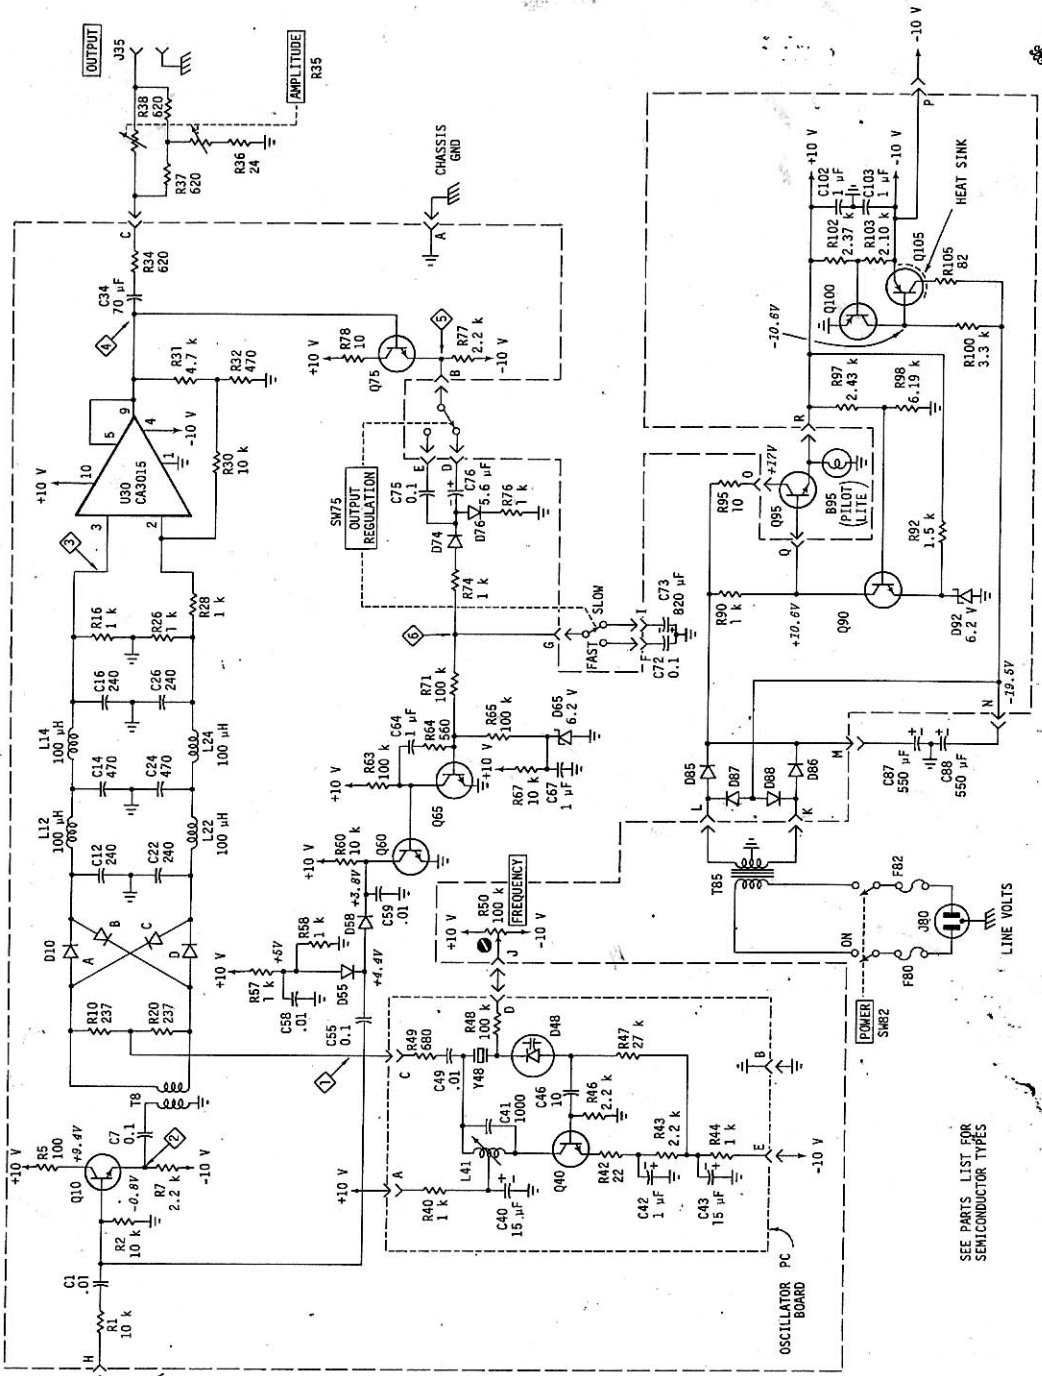 OUTPUT
J35
R38
620
AMPLITUDE
R35
R37
620
R36
24
C
R34
620
C34
70 µF
4
CHASSIS
GND
A
+10 V
R78
10
Q75
5
B
R77
2.2 k
-10 V
R31
4.7 k
R32
470
9
5
4
-10 V
1
10
+10 V
U30
CA3015
3
2
R30
10 k
3
R16
1 k
R26
1 k
R28
1 k
C16
240
C26
240
L14
100 µH
L24
100 µH
C14
470
C24
470
L12
100 µH
L22
100 µH
C12
240
C22
240
D10
A
B
C
D
R10
237
R20
237
T8
C7
0.1
2
R5
100
+10 V
+9.4V
Q10
-0.8V
R7
2.2 k
-10 V
R2
10 k
C1
.01
R1
10 k
H
SW75
OUTPUT
REGULATION
C75
0.1
E
D
C76
5.6 µF
D74
D76
R76
1 k
R74
1 k
6
G
SLOW
FAST
I
F
C73
820 µF
C72
0.1
R71
100 k
C64
1 µF
R64
560
R65
100 k
D65
6.2 V
R63
100 k
+10 V
Q65
+10 V
R67
10 k
C67
1 µF
R60
10 k
+10 V
Q60
+3.8V
C59
.01
D58
+4.4V
R58
1 k
+5V
R57
1 k
+10 V
C58
.01
D55
C55
0.1
1
+10 V
R50
100 k
FREQUENCY
-10 V
J
D
R48
100 k
D48
C
R49
680
C49
.01
Y48
C46
10
R47
27 k
R46
2.2 k
C41
1000
L41
Q40
R42
22
R43
2.2 k
R44
1 k
E
-10 V
B
C42
1 µF
C43
15 µF
+10 V
A
R40
1 k
C40
15 µF
OSCILLATOR PC
BOARD
P
-10 V
+10 V
C102
1 µF
C103
1 µF
-10 V
R102
2.37 k
R103
2.10 k
Q105
HEAT SINK
R105
82
Q100
-10.6V
R100
3.3 k
R97
2.43 k
R98
6.19 k
R
R95
10
O
+17V
Q95
B95
(PILOT
LITE)
Q
R92
1.5 k
R90
1 k
+10.6V
Q90
D92
6.2 V
N
-19.5V
M
C87
550 µF
C88
550 µF
D85
D87
D88
D86
L
K
T85
F82
F80
J80
LINE VOLTS
ON
POWER
SW82
SEE PARTS LIST FOR
SEMICONDUCTOR TYPES